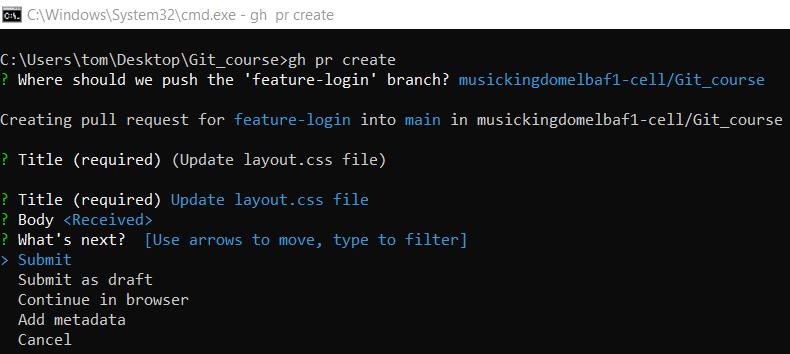 C:\Windows\System32\cmd.exe - gh pr create
C:\Users\tom\Desktop\Git_course>gh pr create
? Where should we push the 'feature-login' branch? musickingdomelbaf1-cell/Git_course
Creating pull request for feature-login into main in musickingdomelbaf1-cell/Git_course
? Title (required) (Update layout.css file)
? Title (required) Update layout.css file
? Body <Received>
? What's next?  [Use arrows to move, type to filter]
> Submit
Submit as draft
Continue in browser
Add metadata
Cancel